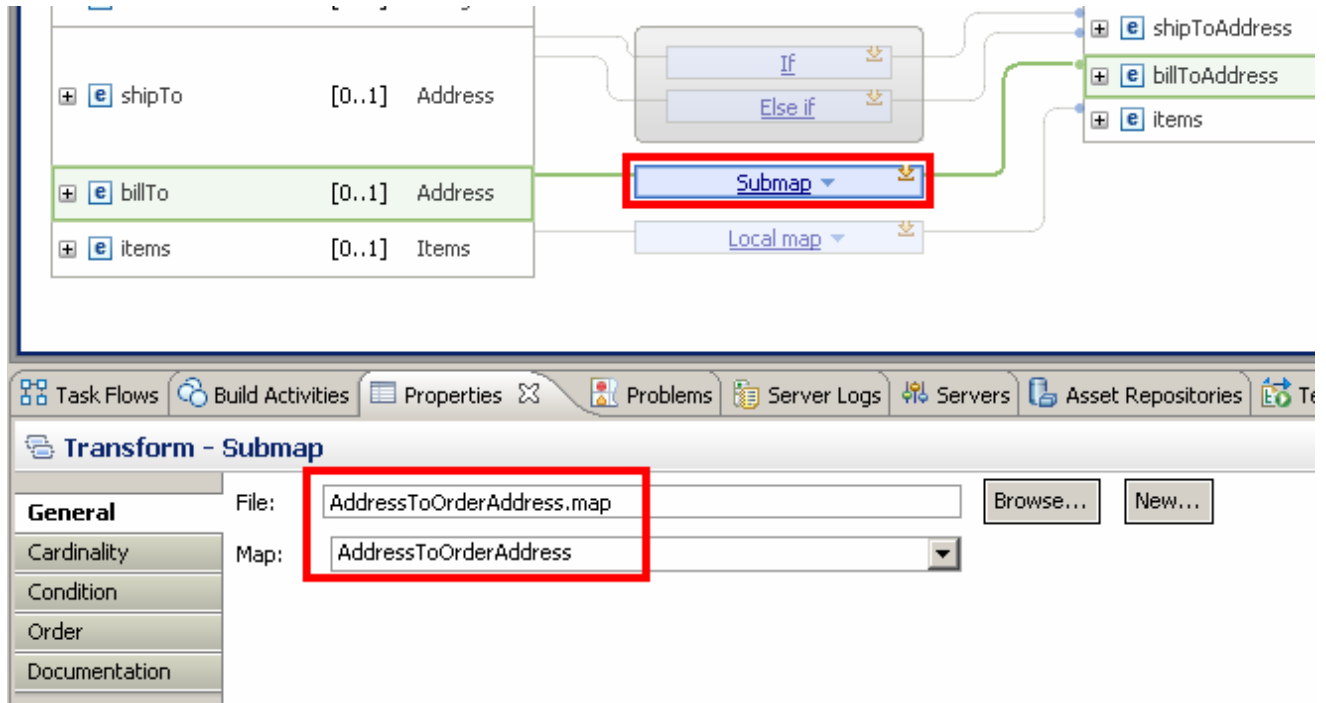 shipToAddress
If
billToAddress
e shipTo [0..1] Address
Else if
items
e billTo [0..1] Address
Submap
e items [0..1] Items
Local map
Task Flows Build Activities Properties Problems Server Logs Servers Asset Repositories Te
Transform - Submap
General
File: AddressToOrderAddress.map Browse... New...
Cardinality
Map: AddressToOrderAddress
Condition
Order
Documentation